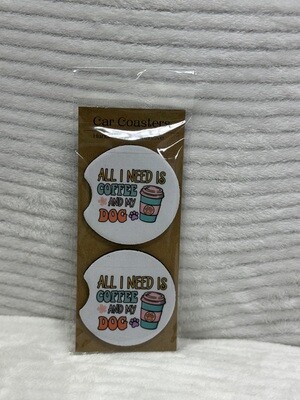 Car Coasters
ALL I NEED IS
COFFEE
AND MY
DOG
ALL I NEED IS
COFFEE
AND MY
DOG